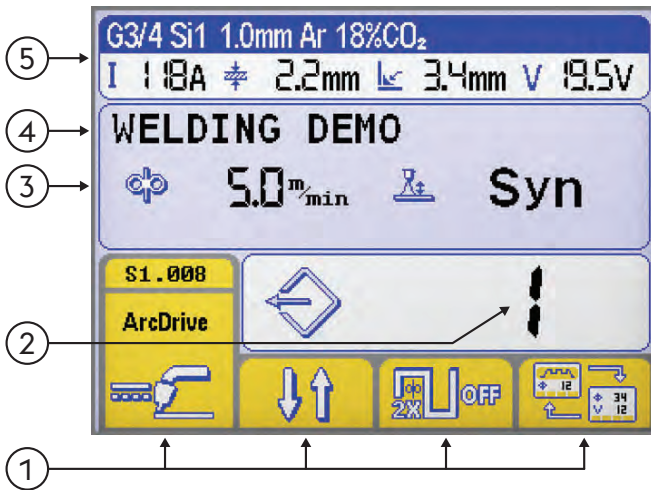 G3/4 Si1 1.0mm Ar 18%CO₂
I 118A 2.2mm 3.4mm V 19.5V
WELDING DEMO
5.0 m/min Syn
S1.008
ArcDrive
1
2X OFF
12 34
V 12
5
4
3
2
1